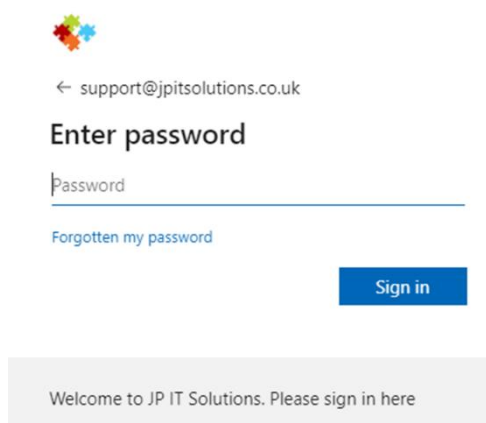 ← support@jpitsolutions.co.uk
Enter password
Password
Forgotten my password
Sign in
Welcome to JP IT Solutions. Please sign in here